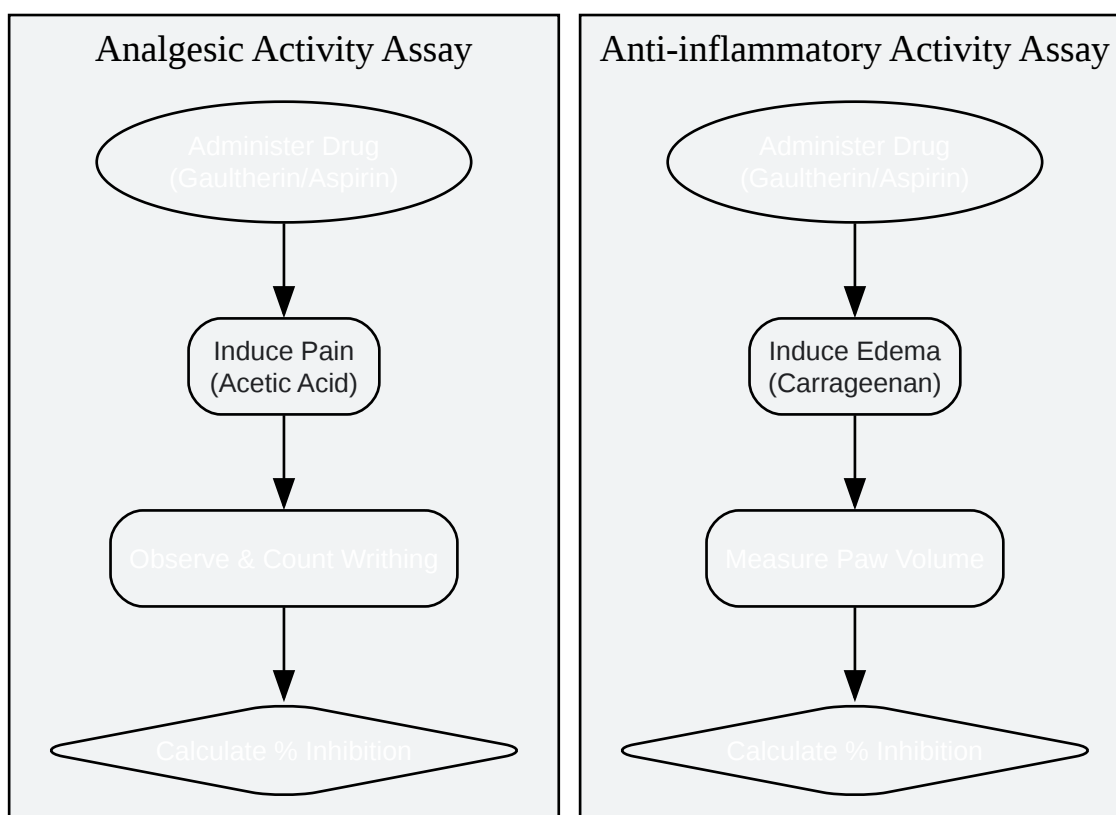 Analgesic Activity Assay
Administer Drug
(Gaultherin/Aspirin)
Induce Pain
(Acetic Acid)
Observe & Count Writhing
Calculate % Inhibition
Anti-inflammatory Activity Assay
Administer Drug
(Gaultherin/Aspirin)
Induce Edema
(Carrageenan)
Measure Paw Volume
Calculate % Inhibition